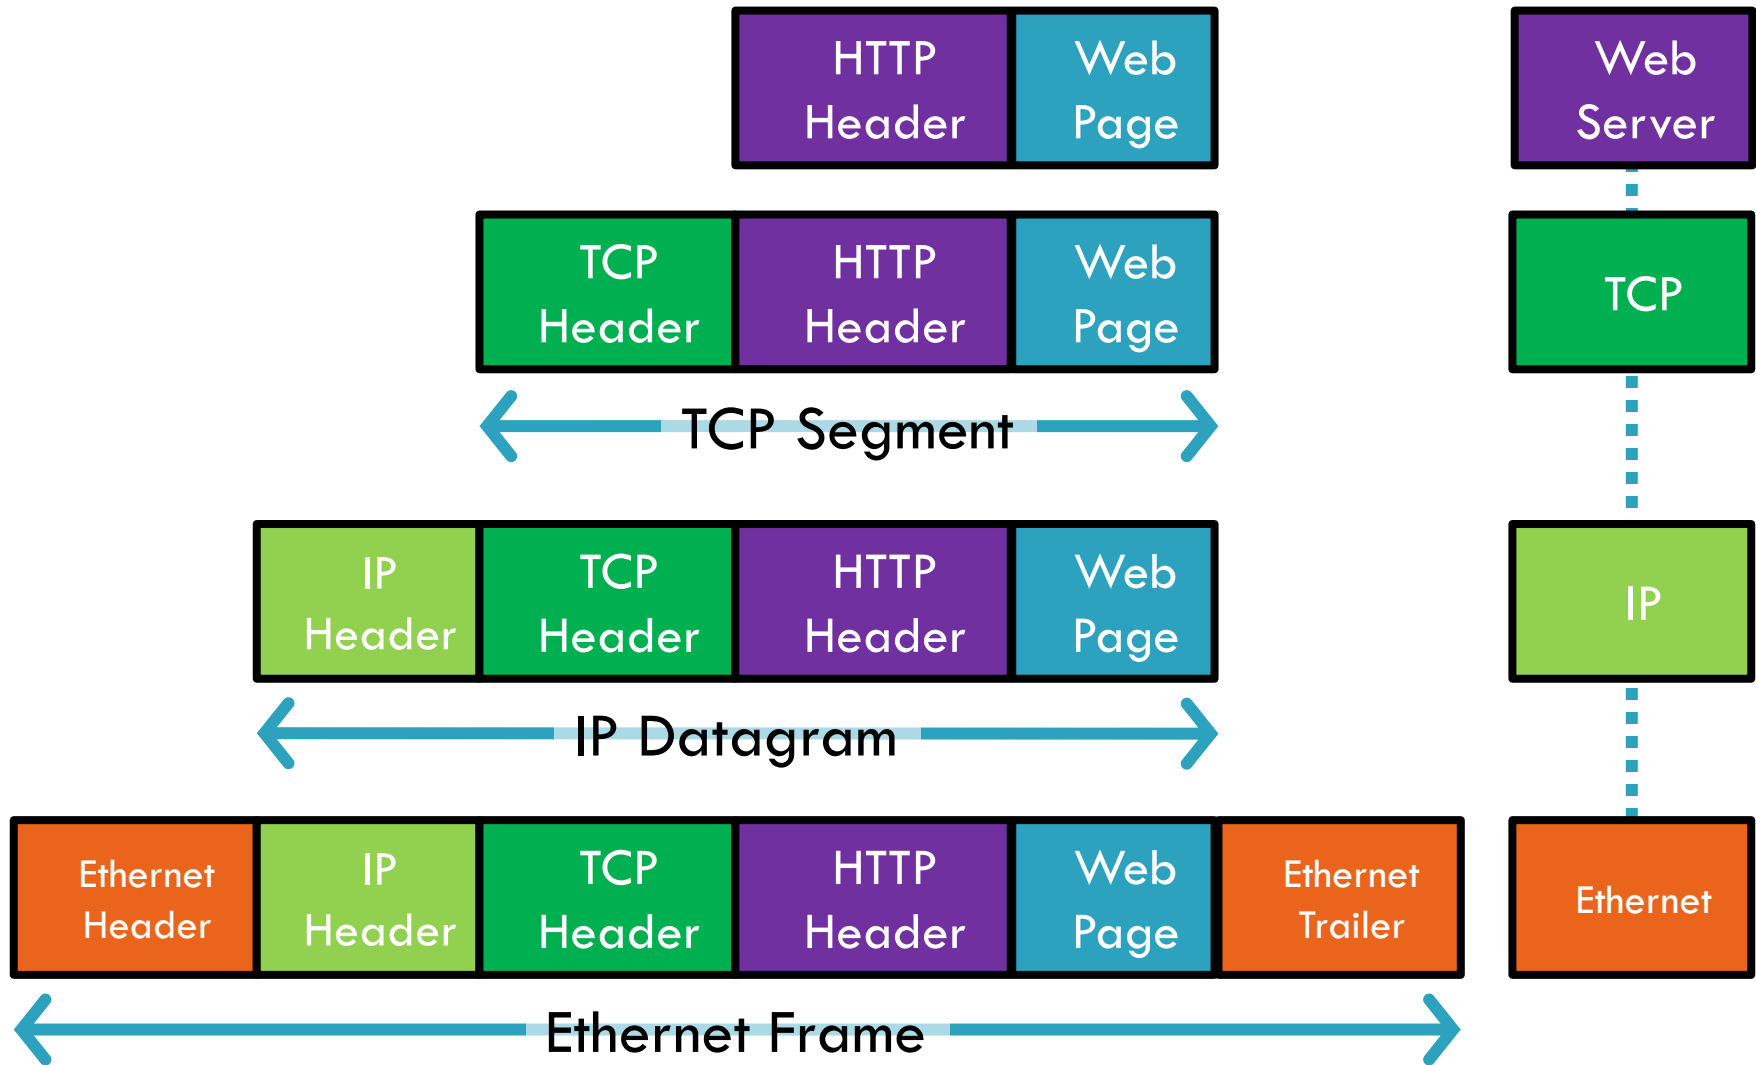 HTTP
Header
Web
Page
Web
Server
TCP
Header
HTTP
Header
Web
Page
TCP
TCP Segment
IP
Header
TCP
Header
HTTP
Header
Web
Page
IP
IP Datagram
Ethernet
Header
IP
Header
TCP
Header
HTTP
Header
Web
Page
Ethernet
Trailer
Ethernet
Ethernet Frame